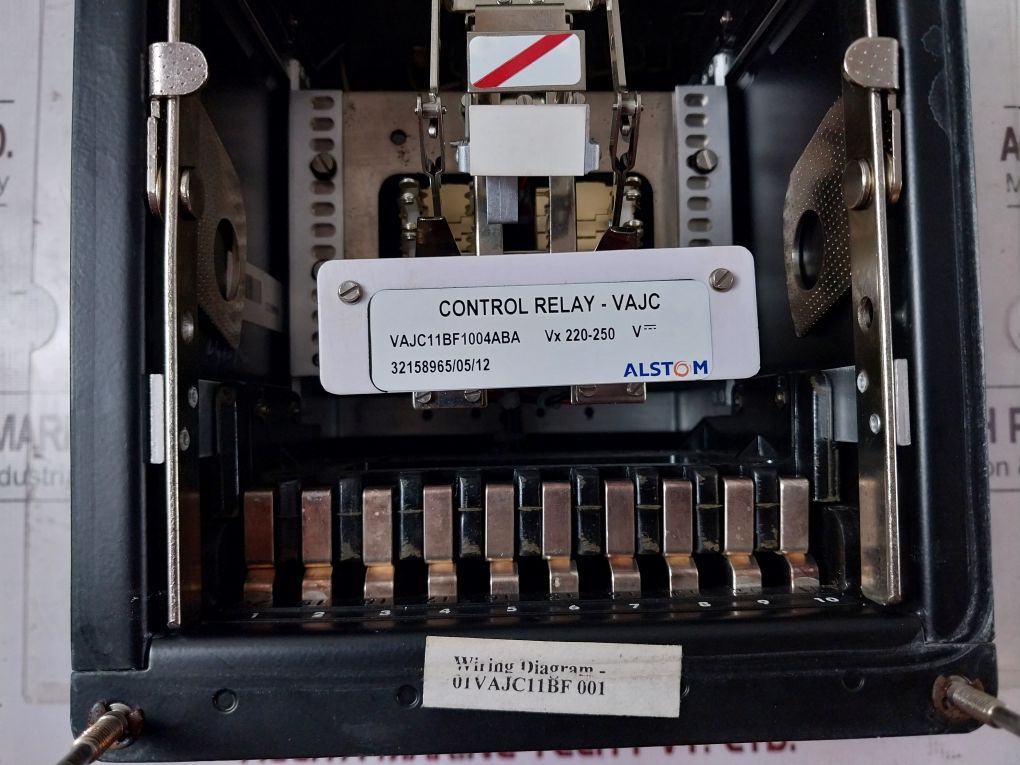 CONTROL RELAY - VAJC
VAJC11BF1004ABA Vx 220-250 V⎓
32158965/05/12
ALSTOM
1 2 3 4 5 6 7 8 9 10
Wiring Diagram -
01VAJC11BF 001